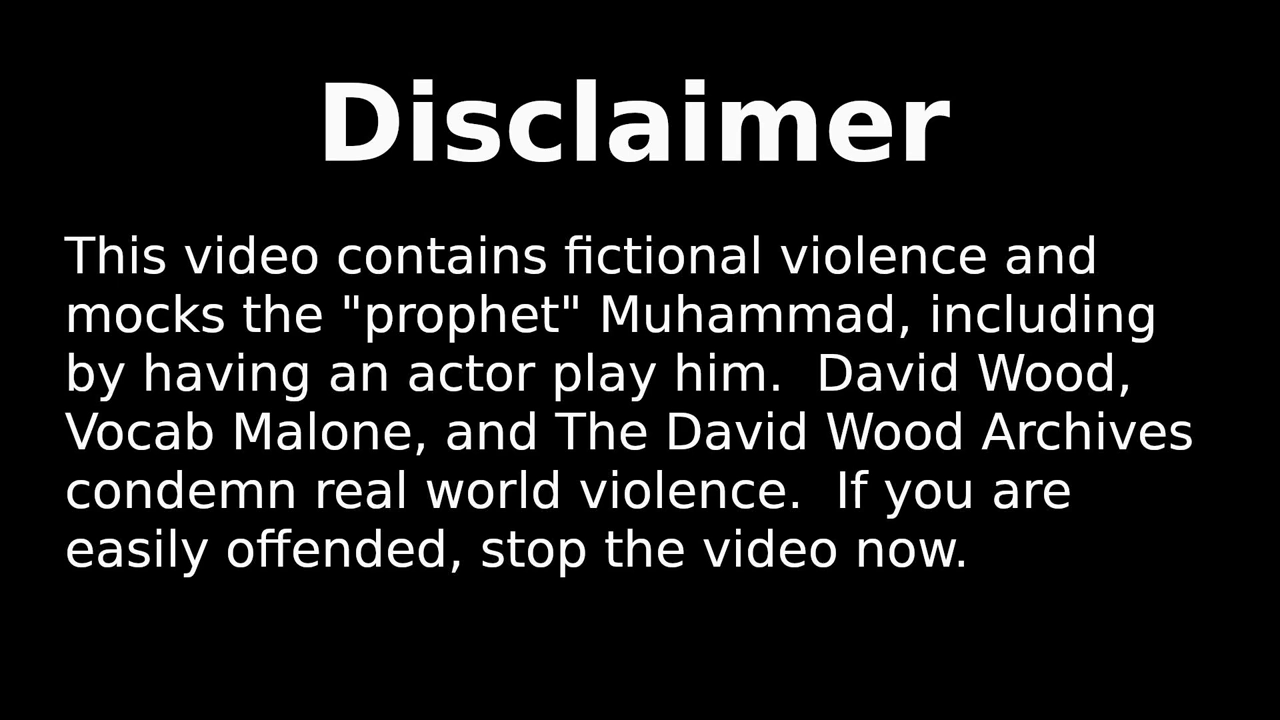 Disclaimer
This video contains fictional violence and
mocks the "prophet" Muhammad, including
by having an actor play him.  David Wood,
Vocab Malone, and The David Wood Archives
condemn real world violence.  If you are
easily offended, stop the video now.